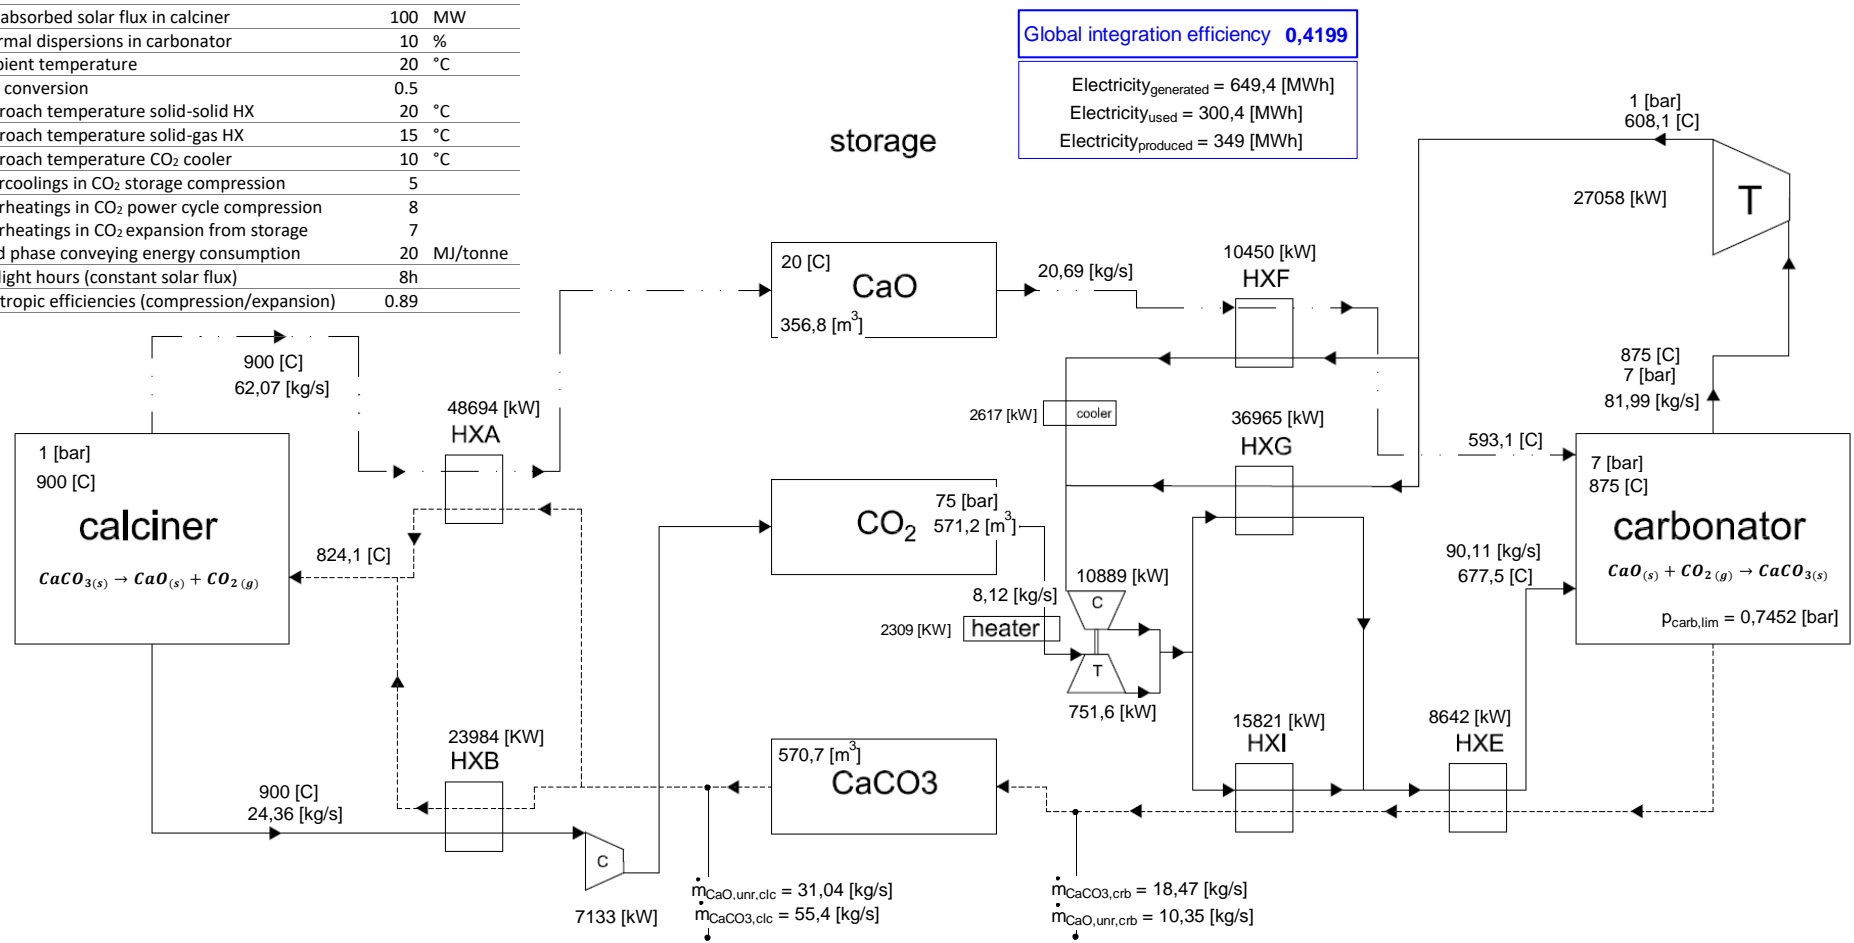 absorbed solar flux in calciner 100 MW
rmal dispersions in carbonator 10 %
bient temperature 20 °C
conversion 0.5
roach temperature solid-solid HX 20 °C
roach temperature solid-gas HX 15 °C
roach temperature CO₂ cooler 10 °C
rcoolings in CO₂ storage compression 5
rheatings in CO₂ power cycle compression 8
rheatings in CO₂ expansion from storage 7
d phase conveying energy consumption 20 MJ/tonne
light hours (constant solar flux) 8h
tropic efficiencies (compression/expansion) 0.89
Global integration efficiency 0,4199
Electricity_generated = 649,4 [MWh]
Electricity_used = 300,4 [MWh]
Electricity_produced = 349 [MWh]
storage
1 [bar]
608,1 [C]
T
27058 [kW]
20 [C]
CaO
356,8 [m³]
20,69 [kg/s]
10450 [kW]
HXF
900 [C]
62,07 [kg/s]
48694 [kW]
HXA
2617 [kW]
cooler
36965 [kW]
HXG
875 [C]
7 [bar]
81,99 [kg/s]
593,1 [C]
1 [bar]
900 [C]
calciner
CaCO₃₍ₛ₎ → CaO₍ₛ₎ + CO₂ (g)
824,1 [C]
75 [bar]
CO₂
571,2 [m³]
7 [bar]
875 [C]
carbonator
CaO₍ₛ₎ + CO₂ (g) → CaCO₃₍ₛ₎
p_carb,lim = 0,7452 [bar]
90,11 [kg/s]
677,5 [C]
10889 [kW]
C
8,12 [kg/s]
2309 [KW]
heater
T
751,6 [kW]
23984 [KW]
HXB
570,7 [m³]
CaCO3
15821 [kW]
HXI
8642 [kW]
HXE
900 [C]
24,36 [kg/s]
C
7133 [kW]
ṁ_CaO,unr,clc = 31,04 [kg/s]
ṁ_CaCO3,clc = 55,4 [kg/s]
ṁ_CaCO3,crb = 18,47 [kg/s]
ṁ_CaO,unr,crb = 10,35 [kg/s]